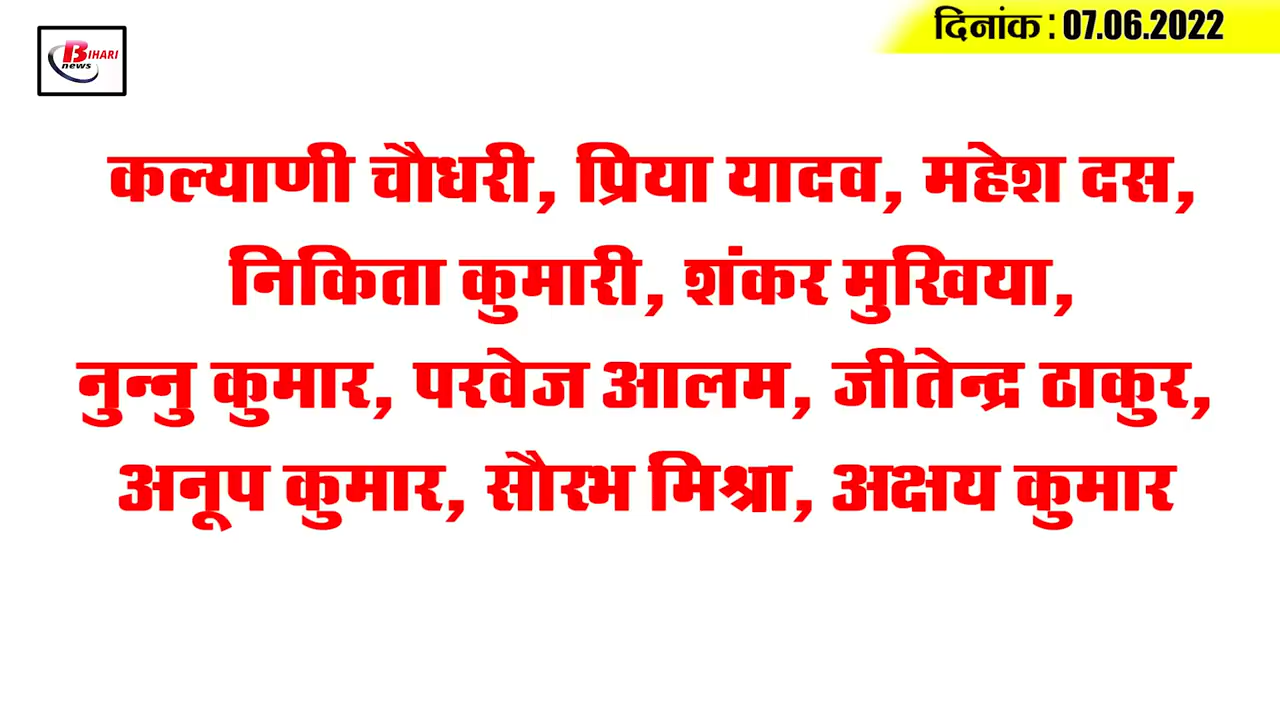 BIHARI
news
दिनांक : 07.06.2022
कल्याणी चौधरी, प्रिया यादव, महेश दस,
निकिता कुमारी, शंकर मुखिया,
नुन्नु कुमार, परवेज आलम, जीतेन्द्र ठाकुर,
अनूप कुमार, सौरभ मिश्रा, अक्षय कुमार